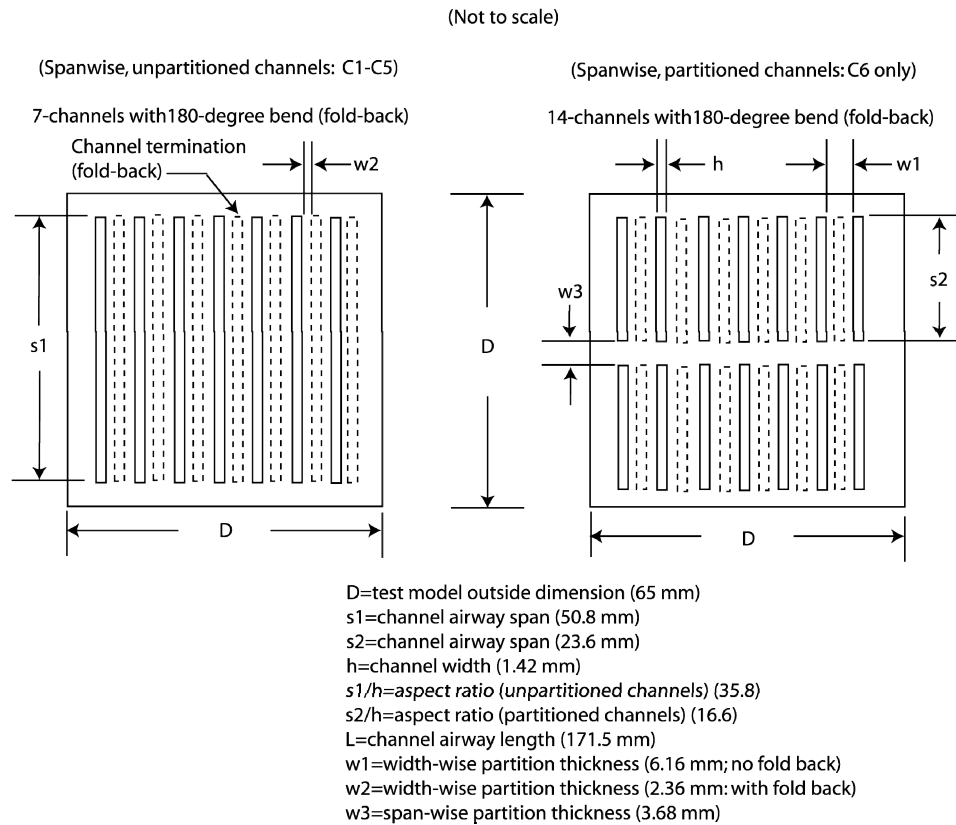 (Not to scale)
(Spanwise, unpartitioned channels: C1-C5)
(Spanwise, partitioned channels: C6 only)
7-channels with180-degree bend (fold-back)
14-channels with180-degree bend (fold-back)
Channel termination
(fold-back)
w2
h
w1
s1
D
w3
s2
D
D
D=test model outside dimension (65 mm)
s1=channel airway span (50.8 mm)
s2=channel airway span (23.6 mm)
h=channel width (1.42 mm)
s1/h=aspect ratio (unpartitioned channels) (35.8)
s2/h=aspect ratio (partitioned channels) (16.6)
L=channel airway length (171.5 mm)
w1=width-wise partition thickness (6.16 mm; no fold back)
w2=width-wise partition thickness (2.36 mm: with fold back)
w3=span-wise partition thickness (3.68 mm)